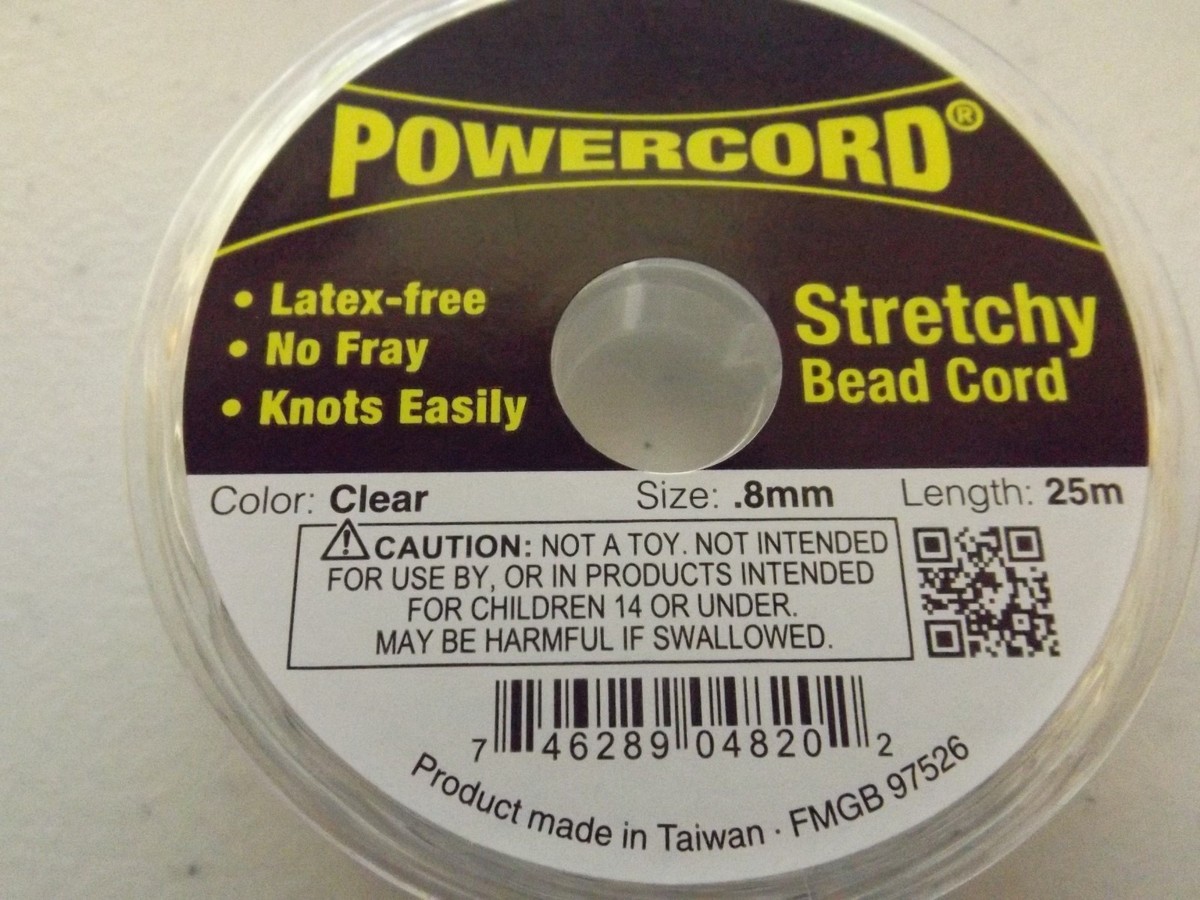 POWERCORD®
• Latex-free
• No Fray
• Knots Easily
Stretchy
Bead Cord
Color: Clear Size: .8mm Length: 25m
CAUTION: NOT A TOY. NOT INTENDED
FOR USE BY, OR IN PRODUCTS INTENDED
FOR CHILDREN 14 OR UNDER.
MAY BE HARMFUL IF SWALLOWED.
7 46289 04820 2
Product made in Taiwan · FMGB 97526